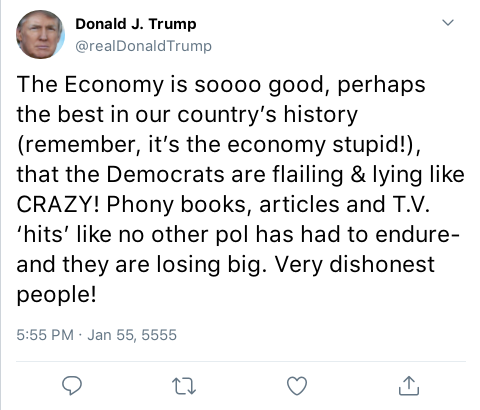 Donald J. Trump
@realDonaldTrump
The Economy is soooo good, perhaps
the best in our country’s history
(remember, it’s the economy stupid!),
that the Democrats are flailing & lying like
CRAZY! Phony books, articles and T.V.
‘hits’ like no other pol has had to endure-
and they are losing big. Very dishonest
people!
5:55 PM · Jan 55, 5555